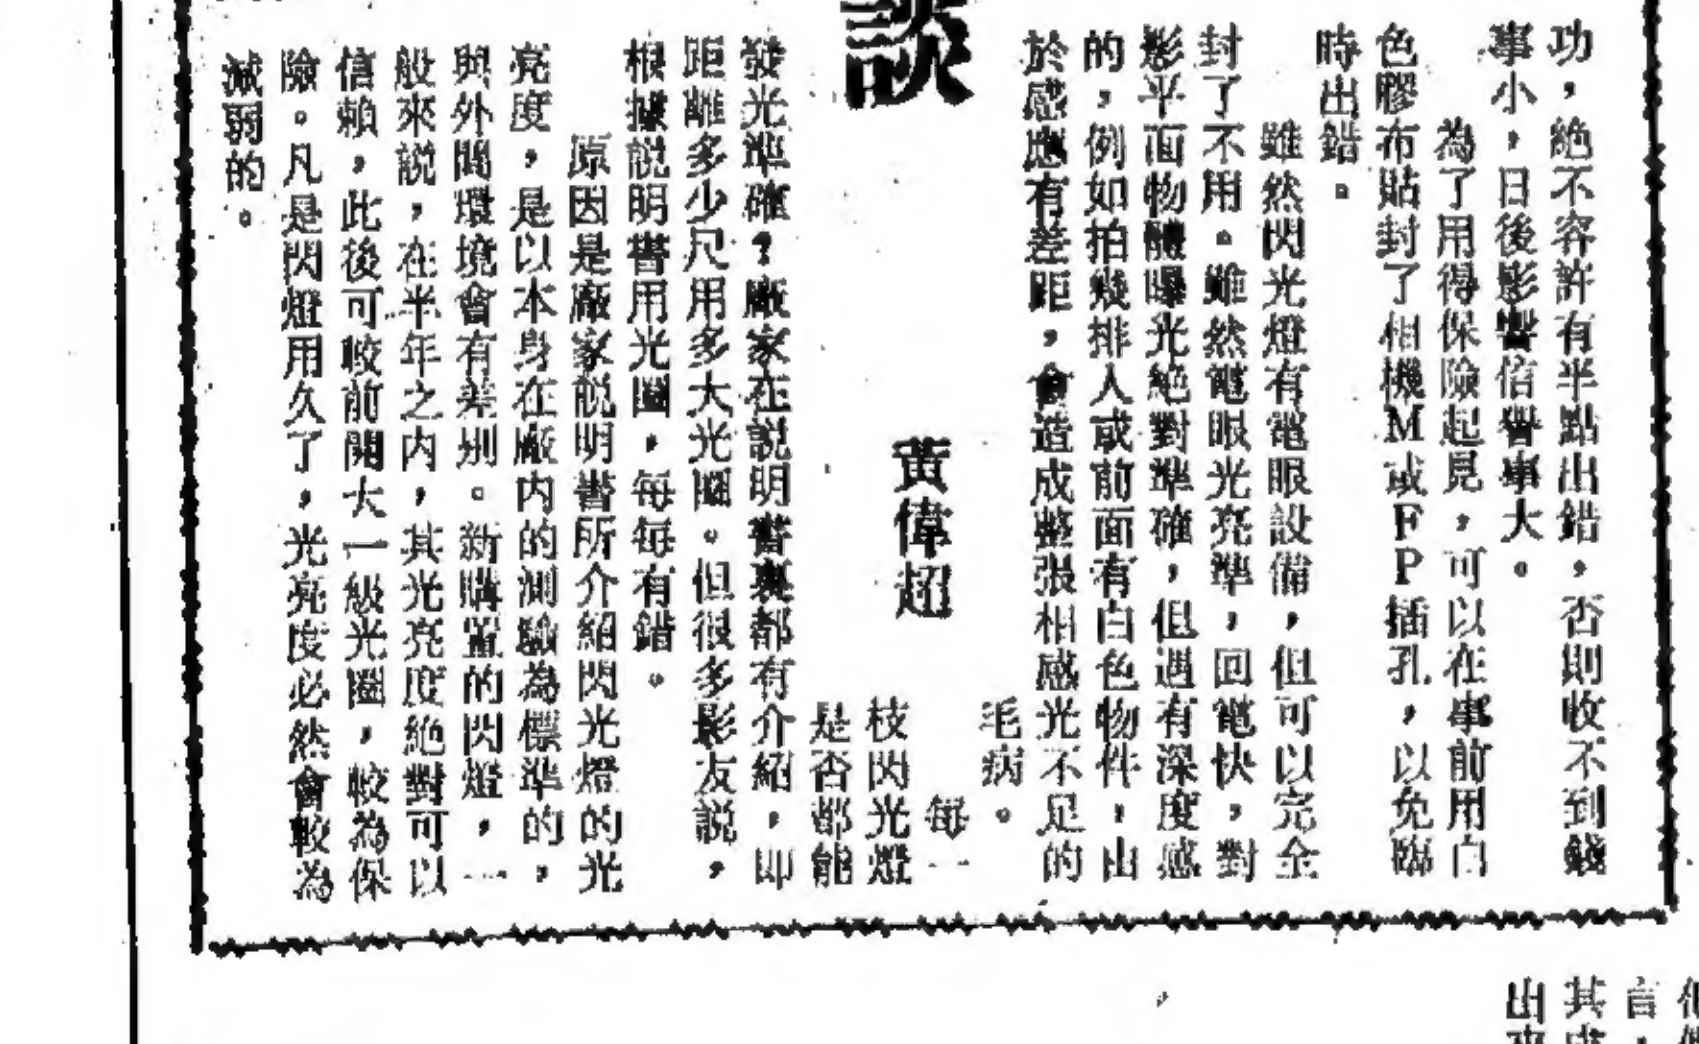 功，絶不容許有半點出錯，否則收不到錢
事小，日後影響信譽事大。
為了用得保險起見，可以在事前用白
色膠布貼封了相機M或FP插孔，以免臨
時出錯。
雖然閃光燈有電眼設備，但可以完全
封了不用。雖然電眼光亮準，回電快，對
影平面物體曝光絶對準確，但遇有深度感
的，例如拍幾排人或前面有白色物件，由
於感應有差距，會造成整張相感光不足的
毛病。
談
黃偉超
每一
枝閃光燈
是否都能
發光準確？廠家在説明書裏都有介紹，即
距離多少尺用多大光圈。但很多影友説，
根據説明書用光圈，每每有錯。
原因是廠家説明書所介紹閃光燈的光
亮度，是以本身在廠内的測驗為標準的，
與外間環境會有差別。新購置的閃燈，一
般來説，在半年之内，其光亮度絶對可以
信賴，此後可較前開大一級光圈，較為保
險。凡是閃燈用久了，光亮度必然會較為
減弱的。
言，
其
出來